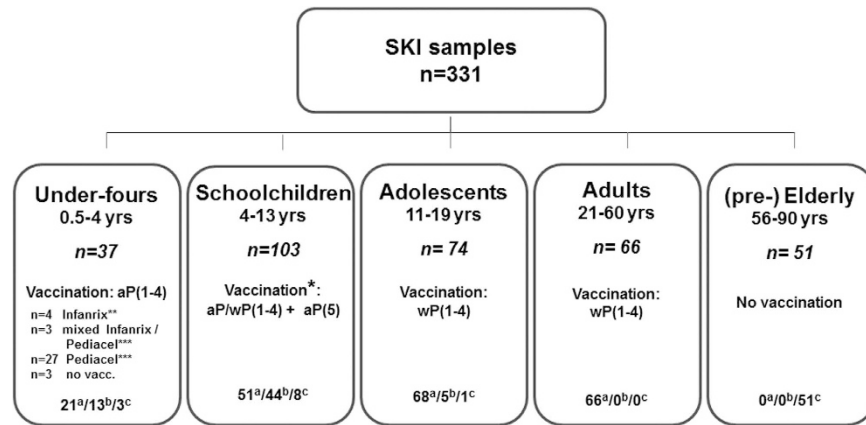 SKI samples
n=331
Under-fours
0.5-4 yrs
n=37
Vaccination: aP(1-4)
n=4 Infanrix**
n=3 mixed Infanrix /
Pediacel***
n=27 Pediacel***
n=3 no vacc.
21ᵃ/13ᵇ/3ᶜ
Schoolchildren
4-13 yrs
n=103
Vaccination*:
aP/wP(1-4) + aP(5)
51ᵃ/44ᵇ/8ᶜ
Adolescents
11-19 yrs
n= 74
Vaccination:
wP(1-4)
68ᵃ/5ᵇ/1ᶜ
Adults
21-60 yrs
n= 66
Vaccination:
wP(1-4)
66ᵃ/0ᵇ/0ᶜ
(pre-) Elderly
56-90 yrs
n= 51
No vaccination
0ᵃ/0ᵇ/51ᶜ